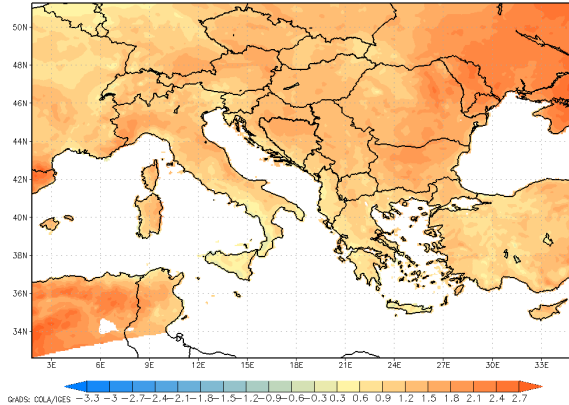 50N
48N
46N
44N
42N
40N
38N
36N
34N
3E 6E 9E 12E 15E 18E 21E 24E 27E 30E 33E
GrADS: COLA/IGES -3.3 -3 -2.7 -2.4 -2.1 -1.8 -1.5 -1.2 -0.9 -0.6 -0.3 0.3 0.6 0.9 1.2 1.5 1.8 2.1 2.4 2.7